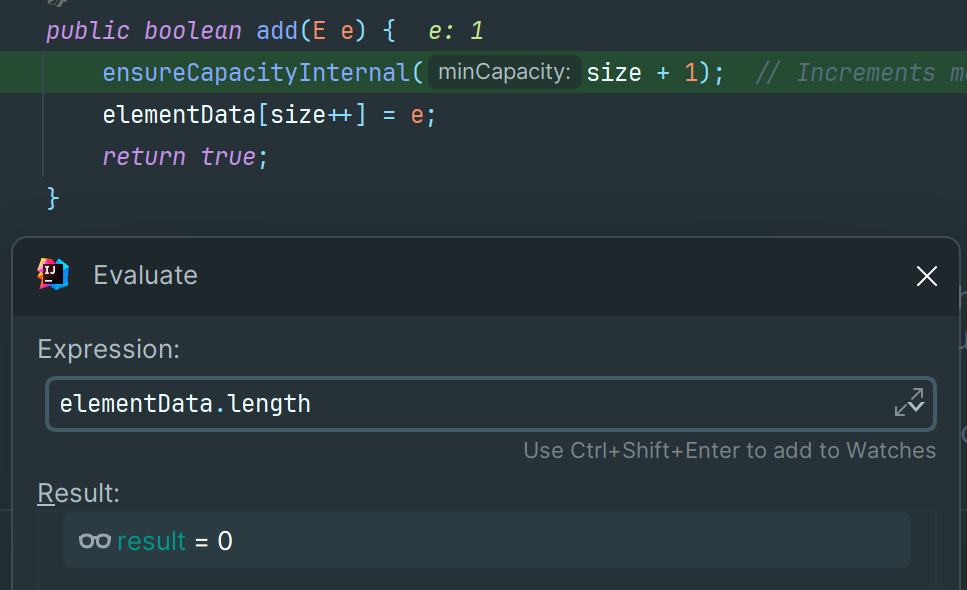 public boolean add(E e) { e: 1
ensureCapacityInternal( minCapacity: size + 1); // Increments
elementData[size++] = e;
return true;
}
IJ Evaluate
Expression:
elementData.length
Use Ctrl+Shift+Enter to add to Watches
Result:
result = 0